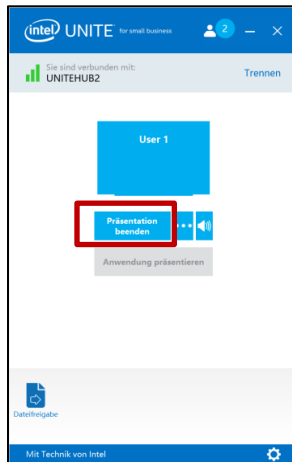 intel UNITE for small business 2
Sie sind verbunden mit:
UNITEHUB2
Trennen
User 1
Präsentation
beenden
Anwendung präsentieren
Dateifreigabe
Mit Technik von Intel